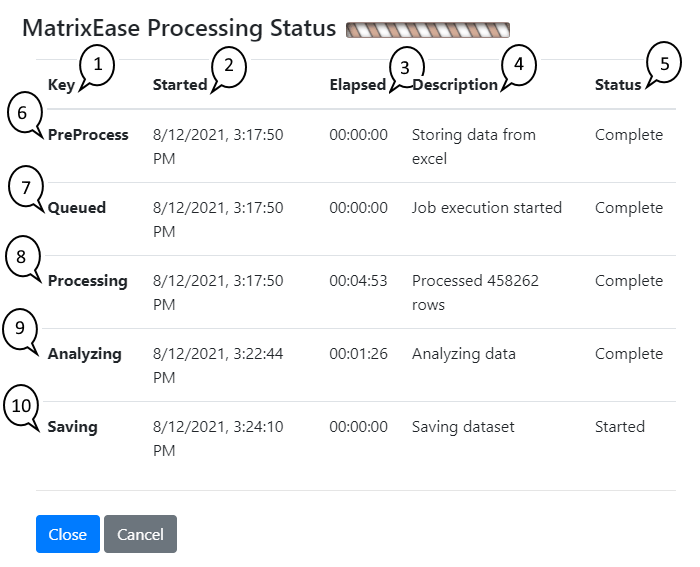 MatrixEase Processing Status
1 2 3 4 5
Key Started Elapsed Description Status
6
PreProcess 8/12/2021, 3:17:50 00:00:00 Storing data from Complete
PM excel
7
Queued 8/12/2021, 3:17:50 00:00:00 Job execution started Complete
PM
8
Processing 8/12/2021, 3:17:50 00:04:53 Processed 458262 Complete
PM rows
9
Analyzing 8/12/2021, 3:22:44 00:01:26 Analyzing data Complete
PM
10
Saving 8/12/2021, 3:24:10 00:00:00 Saving dataset Started
PM
Close Cancel